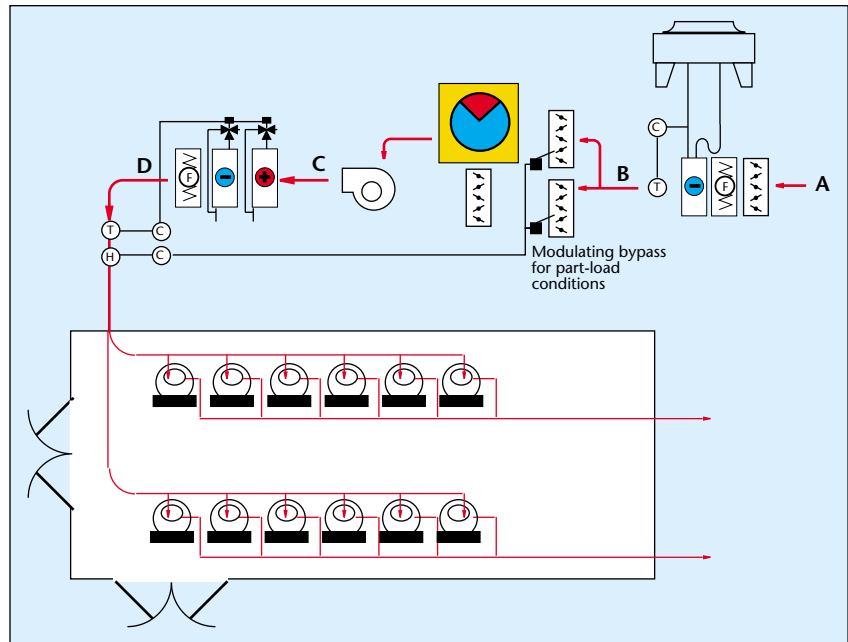 C
D
F
C
B
T
F
A
T
C
H
C
Modulating bypass
for part-load
conditions